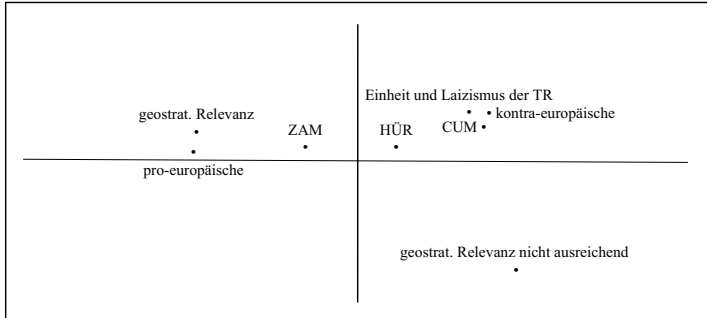 Einheit und Laizismus der TR
geostrat. Relevanz
kontra-europäische
ZAM
HÜR
CUM
pro-europäische
geostrat. Relevanz nicht ausreichend